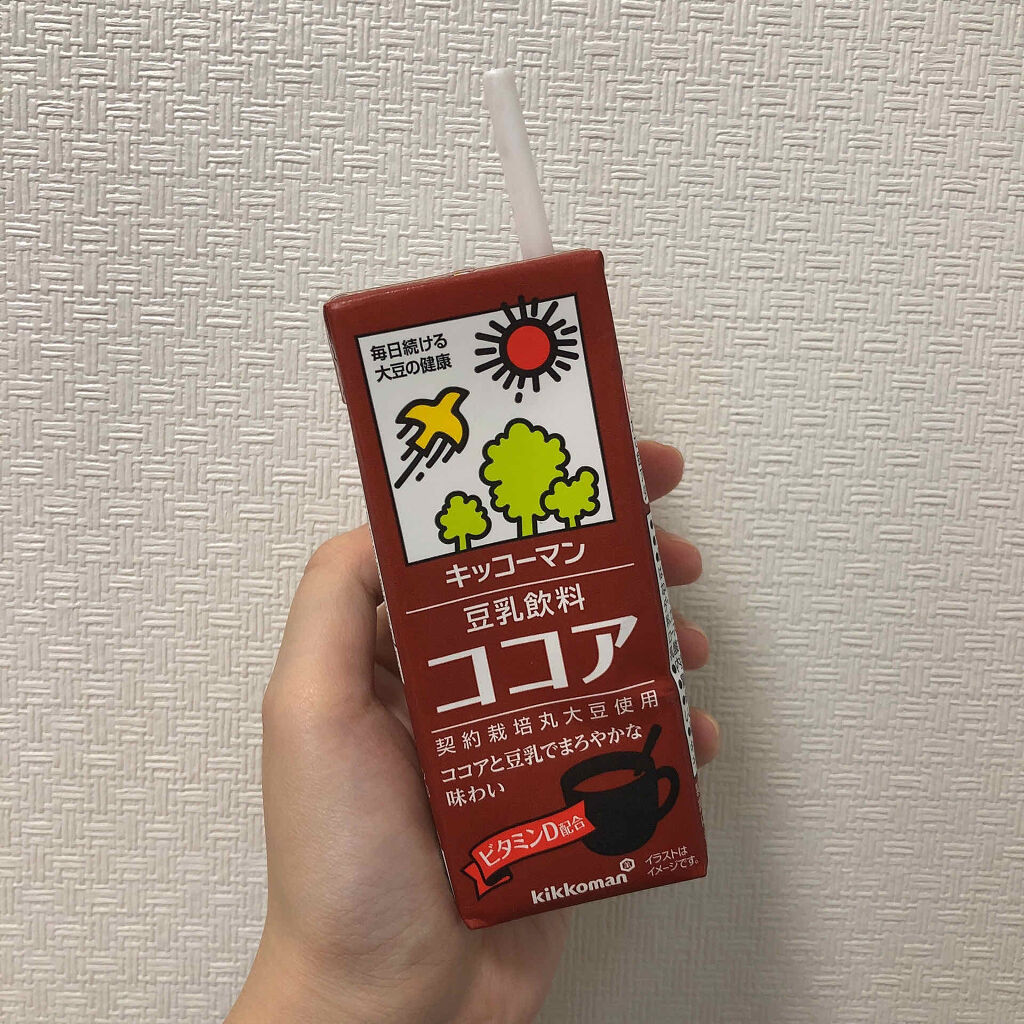 毎日続ける
大豆の健康
キッコーマン
豆乳飲料
ココア
契約栽培丸大豆使用
ココアと豆乳でまろやかな
味わい
ビタミンD配合
kikkoman
イラストは
イメージです。